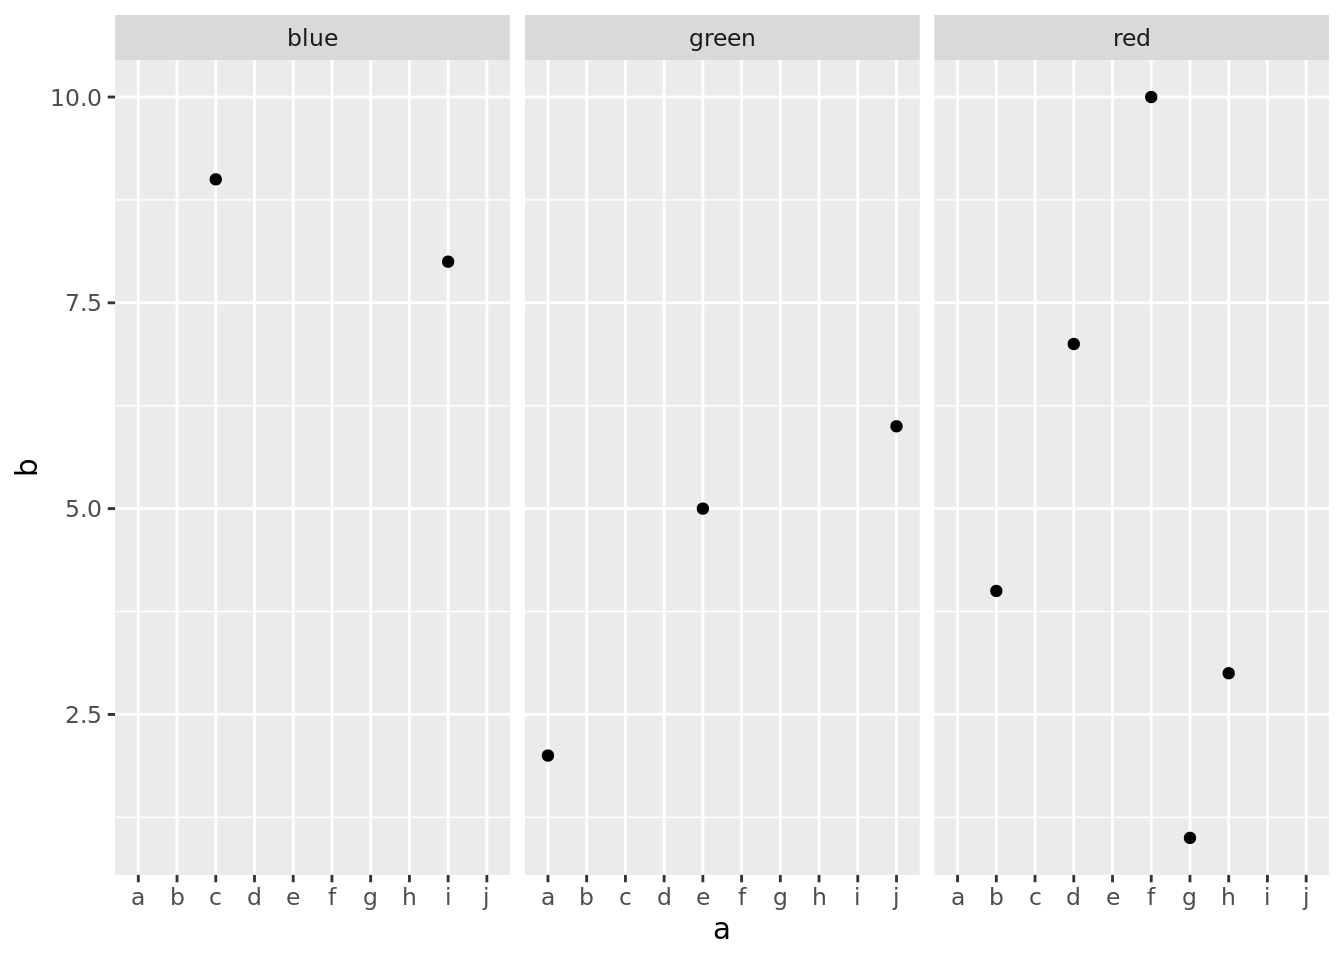 blue green red
10.0
7.5
b
5.0
2.5
a b c d e f g h i j a b c d e f g h i j a b c d e f g h i j
a